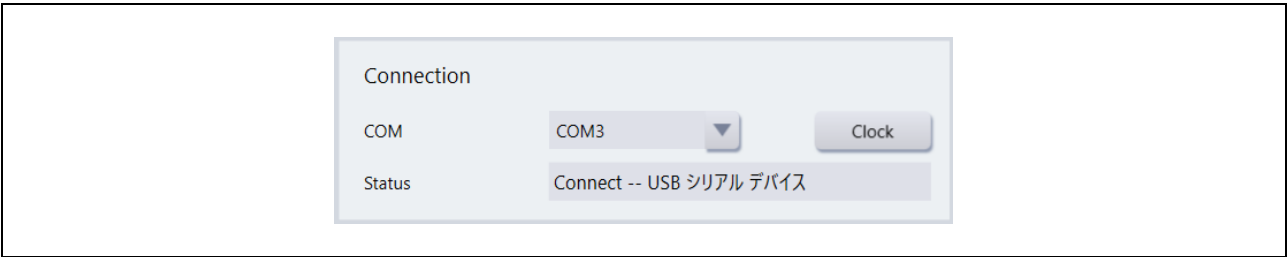 Connection
COM COM3 Clock
Status Connect -- USB シリアル デバイス